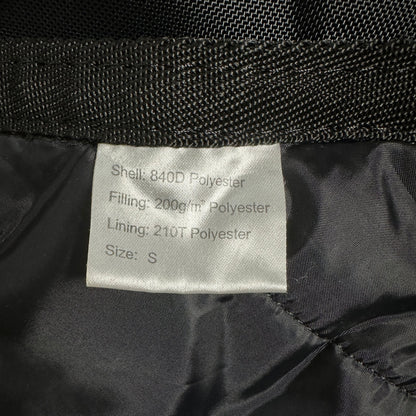 Shell: 840D Polyester
Filling: 200g/m² Polyester
Lining: 210T Polyester
Size: S